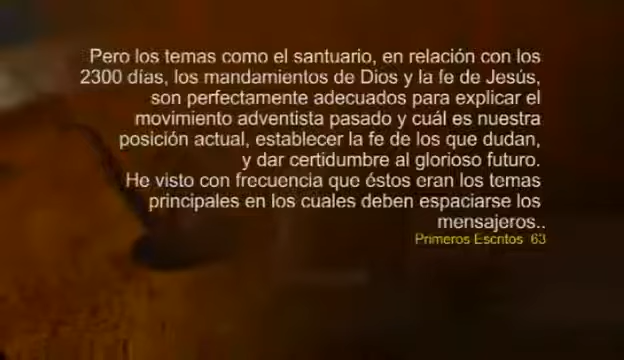 Pero los temas como el santuario, en relación con los
2300 días, los mandamientos de Dios y la fe de Jesús,
son perfectamente adecuados para explicar el
movimiento adventista pasado y cuál es nuestra
posición actual, establecer la fe de los que dudan,
y dar certidumbre al glorioso futuro.
He visto con frecuencia que éstos eran los temas
principales en los cuales deben espaciarse los
mensajeros..
Primeros Escritos 63